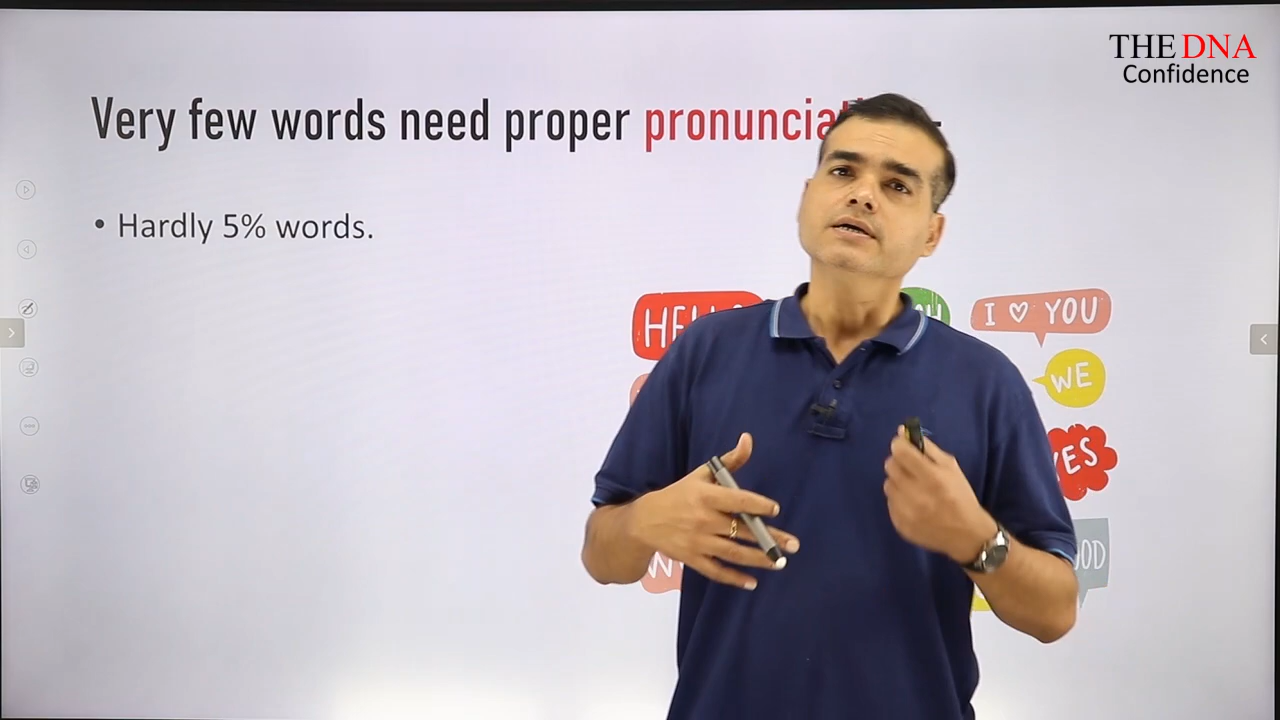 THE DNA
Confidence
Very few words need proper
• Hardly 5% words.
I ♡ YOU
WE